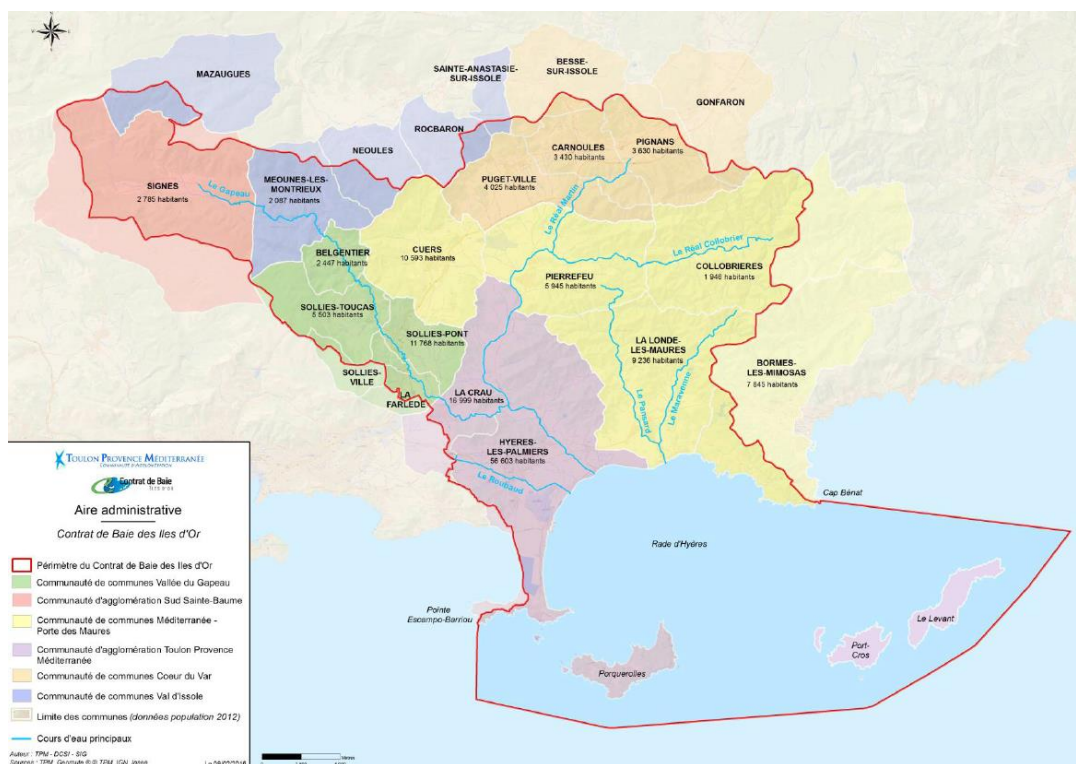 MAZAUGUES
SAINTE-ANASTASIE-
SUR-ISSOLE
BESSE-
SUR-ISSOLE
GONFARON
ROCBARON
NEOULES
CARNOULES
3 430 habitants
PIGNANS
3 630 habitants
PUGET-VILLE
4 025 habitants
SIGNES
2 785 habitants
Le Gapeau
MEOUNES-LES-
MONTRIEUX
2 087 habitants
Le Réal Martin
Le Réal Collobrier
BELGENTIER
2 447 habitants
CUERS
10 593 habitants
COLLOBRIERES
1 946 habitants
PIERREFEU
5 945 habitants
SOLLIES-TOUCAS
5 603 habitants
SOLLIES-PONT
11 768 habitants
LA LONDE-
LES-MAURES
9 236 habitants
BORMES-
LES-MIMOSAS
7 845 habitants
SOLLIES-
VILLE
LA
FARLEDE
LA CRAU
16 999 habitants
Le Pansard
Le Maravenne
HYERES-
LES-PALMIERS
56 603 habitants
Le Roubaud
Cap Bénat
Rade d'Hyères
Pointe
Escampo-Barriou
Le Levant
Port-
Cros
Porquerolles
TOULON PROVENCE MÉDITERRANÉE
COMMUNAUTÉ D'AGGLOMÉRATION
Contrat de Baie
Aire administrative
Contrat de Baie des Iles d'Or
Périmètre du Contrat de Baie des Iles d'Or
Communauté de communes Vallée du Gapeau
Communauté d'agglomération Sud Sainte-Baume
Communauté de communes Méditerranée -
Porte des Maures
Communauté d'agglomération Toulon Provence
Méditerranée
Communauté de communes Coeur du Var
Communauté de communes Val d'Issole
Limite des communes (données population 2012)
Cours d'eau principaux
Auteur : TPM - DCSI - SIG